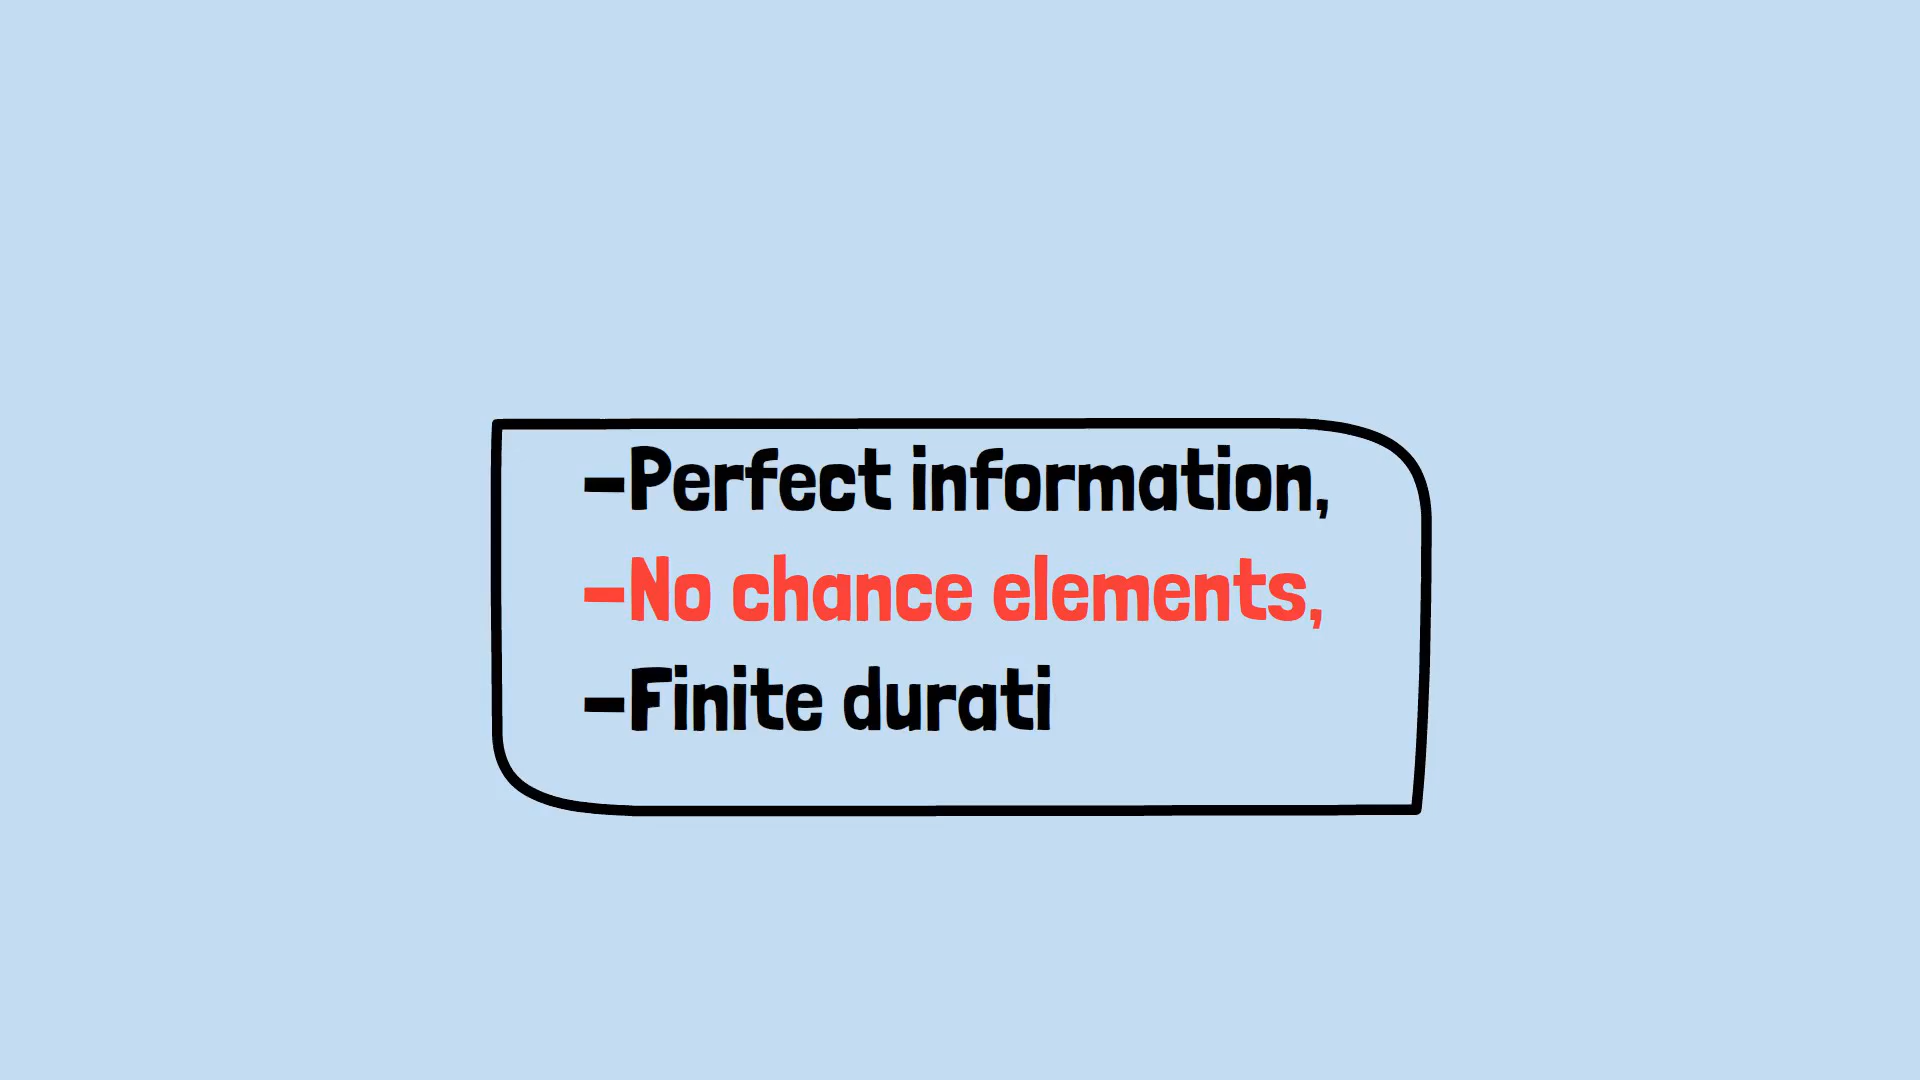 -Perfect information,
-No chance elements,
-Finite durati